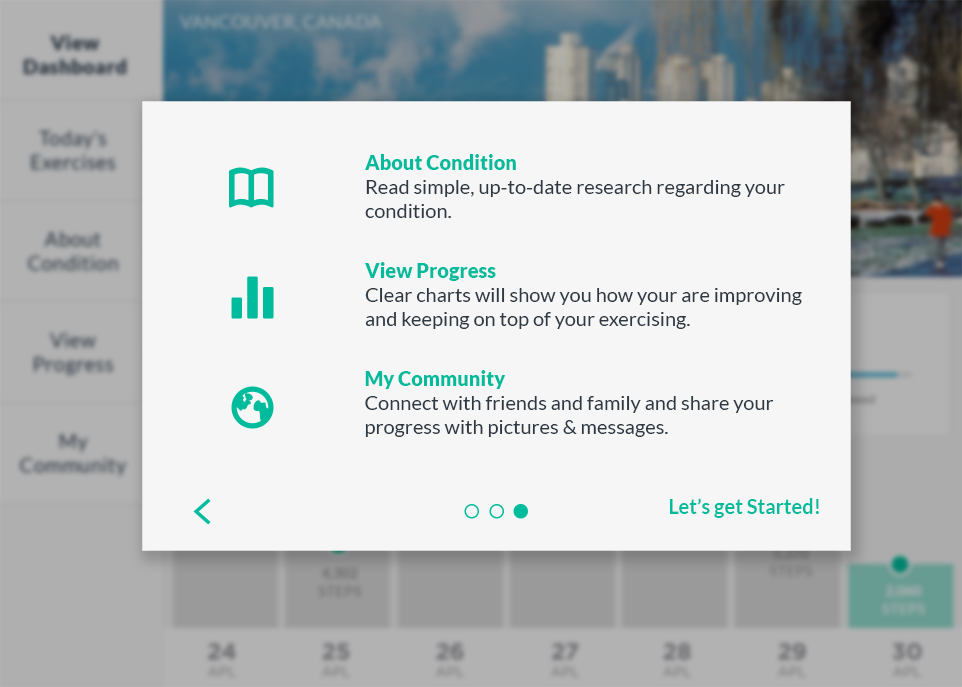 VANCOUVER, CANADA
View
Dashboard
Today's
Exercises
About
Condition
View
Progress
My
Community
About Condition
Read simple, up-to-date research regarding your
condition.
View Progress
Clear charts will show you how your are improving
and keeping on top of your exercising.
My Community
Connect with friends and family and share your
progress with pictures & messages.
Let's get Started!
4,302
STEPS
STEPS
2,060
STEPS
24
APL
25
APL
26
APL
27
APL
28
APL
29
APL
30
APL